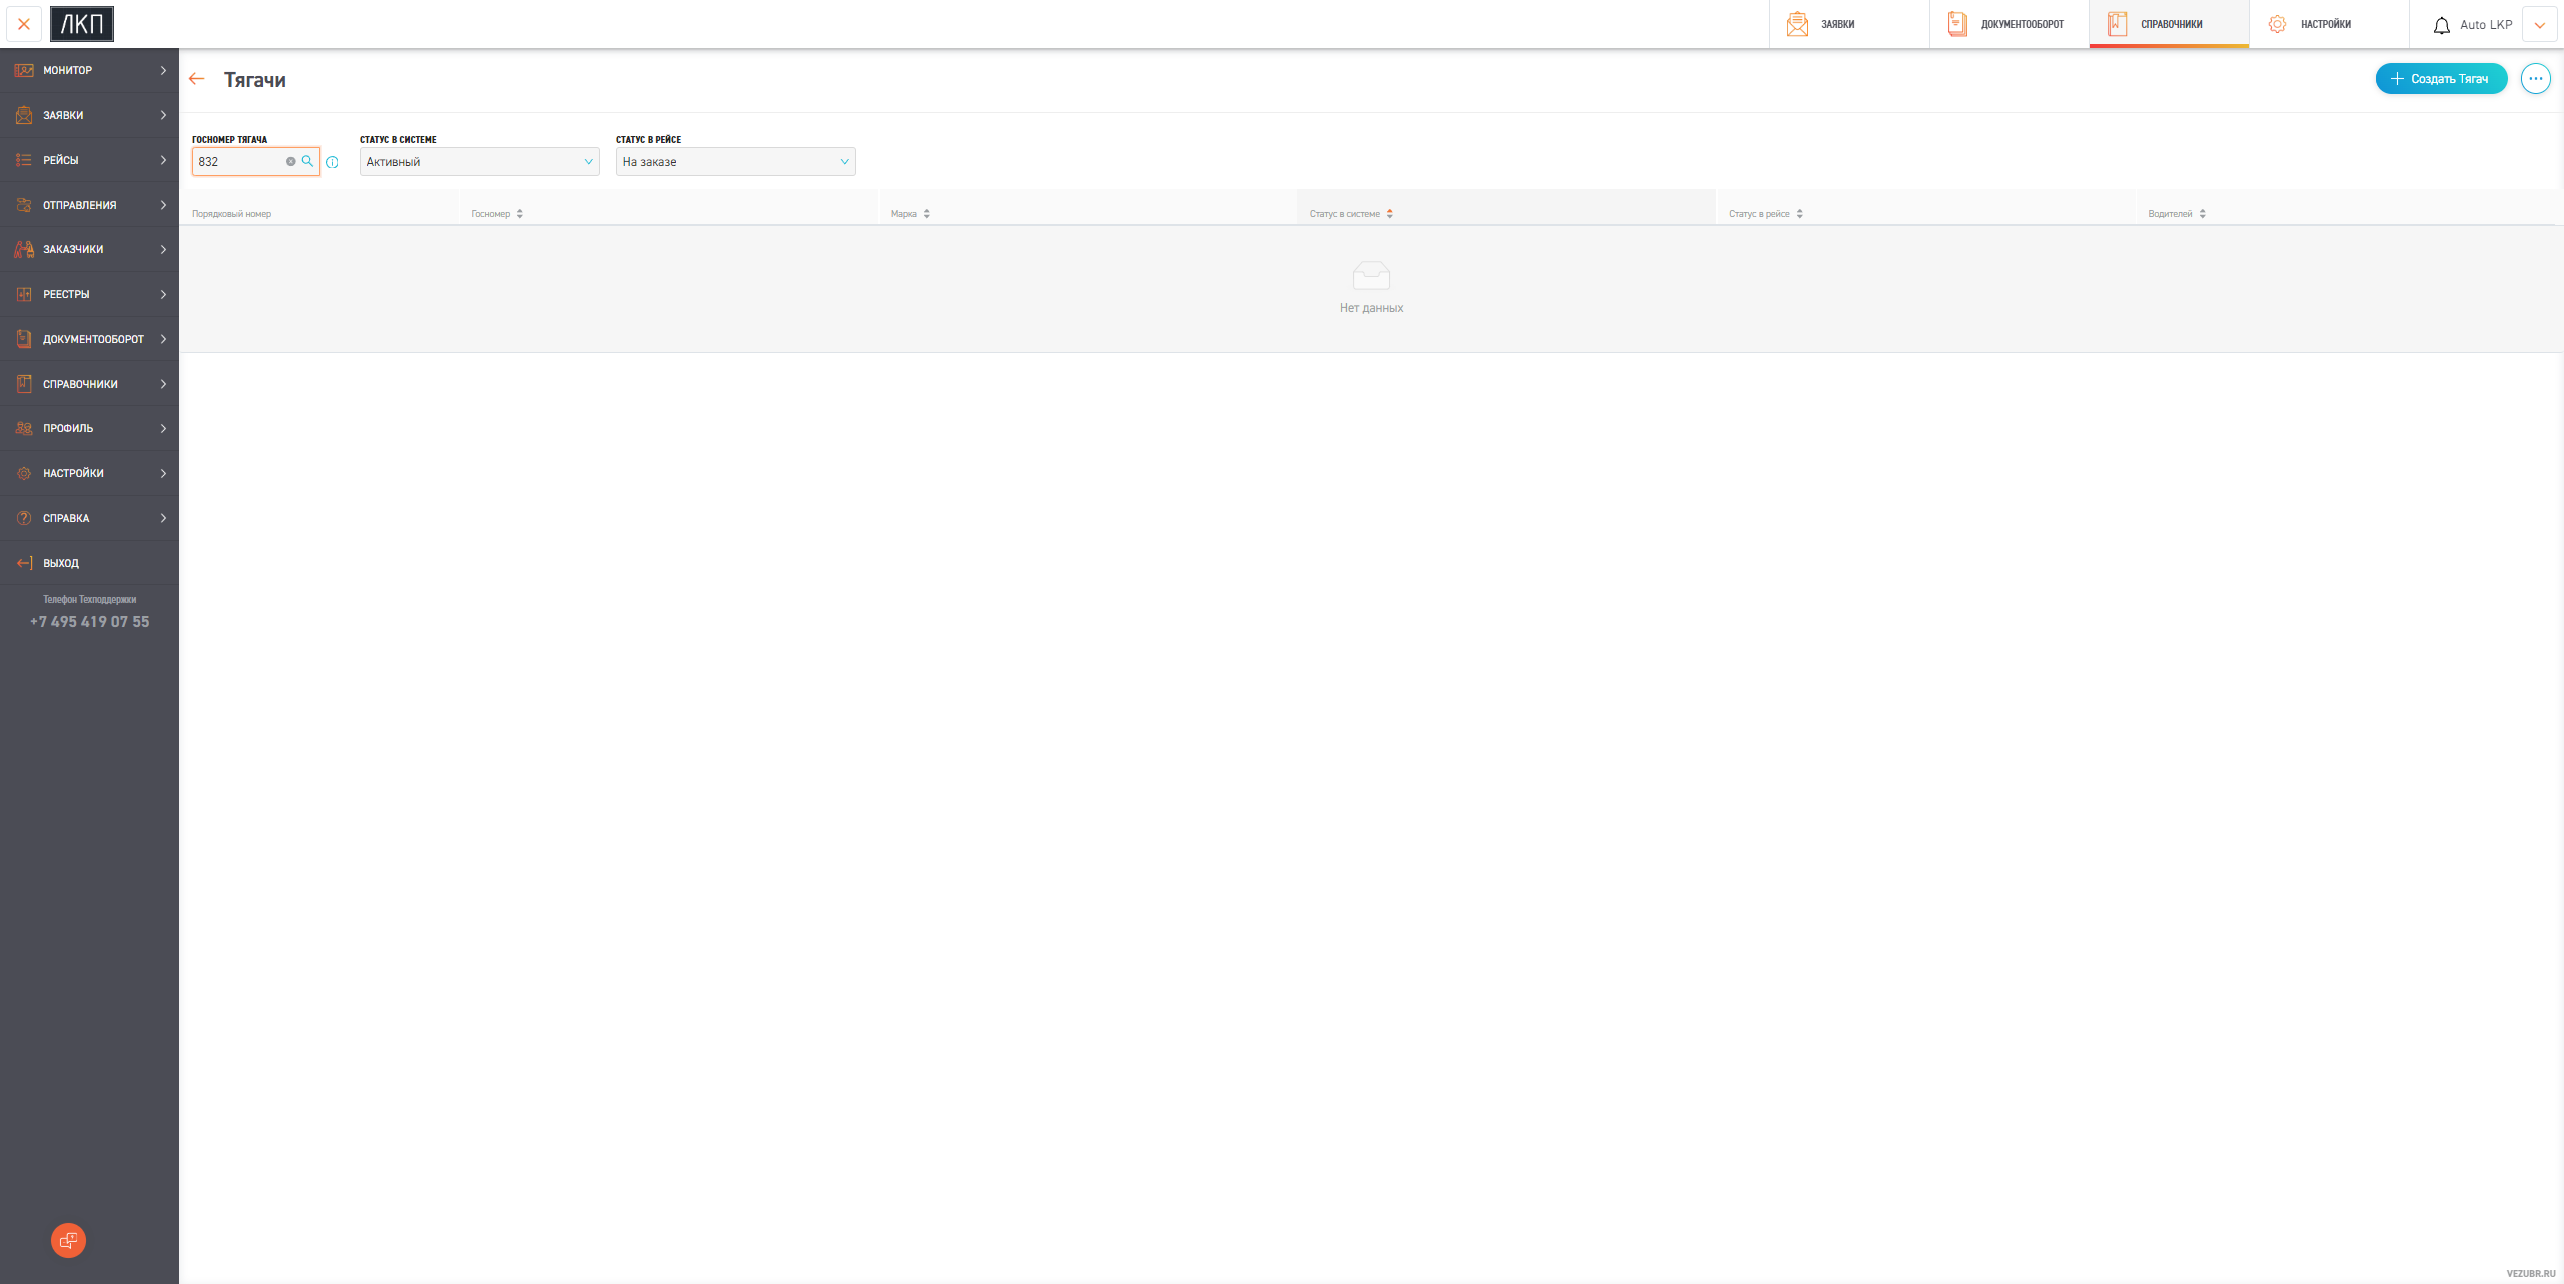 ЛКП
ЗАЯВКИ
ДОКУМЕНТООБОРОТ
СПРАВОЧНИКИ
НАСТРОЙКИ
Auto LKP
МОНИТОР
ЗАЯВКИ
РЕЙСЫ
ОТПРАВЛЕНИЯ
ЗАКАЗЧИКИ
РЕЕСТРЫ
ДОКУМЕНТООБОРОТ
СПРАВОЧНИКИ
ПРОФИЛЬ
НАСТРОЙКИ
СПРАВКА
ВЫХОД
Телефон Техподдержки
+7 495 419 07 55
Тягачи
Создать Тягач
ГОСНОМЕР ТЯГАЧА
832
СТАТУС В СИСТЕМЕ
Активный
СТАТУС В РЕЙСЕ
На заказе
Порядковый номер
Госномер
Марка
Статус в системе
Статус в рейсе
Водителей
Нет данных
VEZUBR.RU